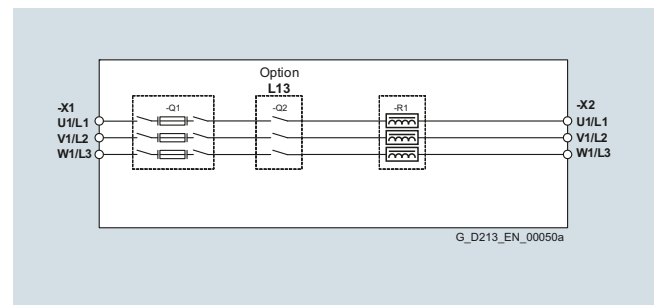 Option
L13
-X1
-Q1
-Q2
-R1
-X2
U1/L1
U1/L1
V1/L2
V1/L2
W1/L3
W1/L3
G_D213_EN_00050a